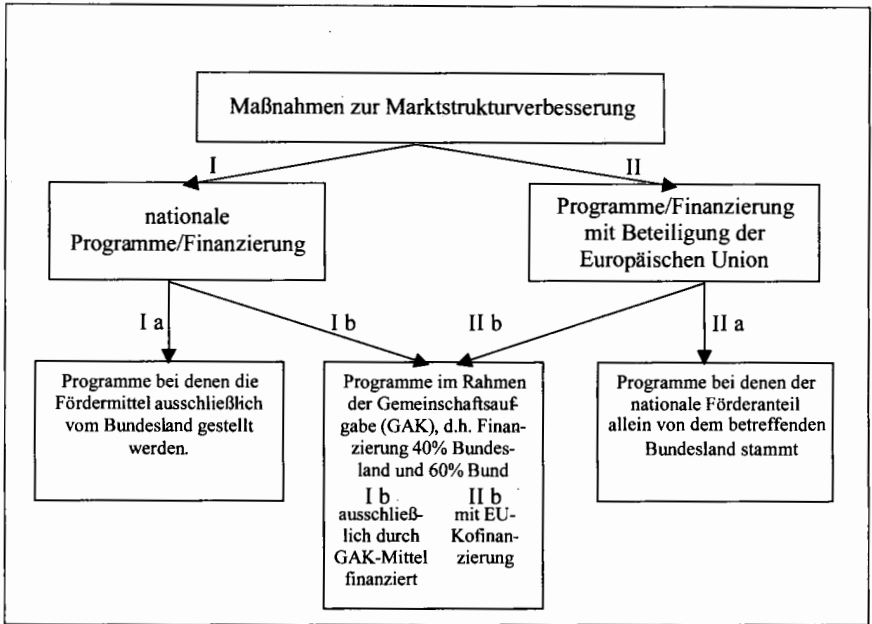 Maßnahmen zur Marktstrukturverbesserung
I
II
nationale
Programme/Finanzierung
Programme/Finanzierung
mit Beteiligung der
Europäischen Union
I a
I b
II b
II a
Programme bei denen die
Fördermittel ausschließlich
vom Bundesland gestellt
werden.
Programme im Rahmen
der Gemeinschaftsauf-
gabe (GAK), d.h. Finan-
zierung 40% Bundes-
land und 60% Bund
I b
ausschließ-
lich durch
GAK-Mittel
finanziert
II b
mit EU-
Kofinan-
zierung
Programme bei denen der
nationale Förderanteil
allein von dem betreffenden
Bundesland stammt